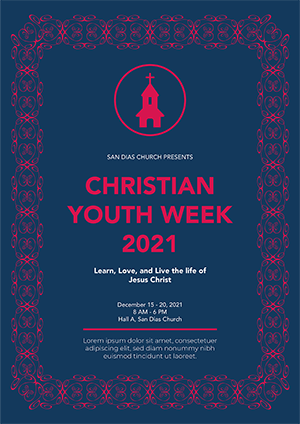 SAN DIAS CHURCH PRESENTS
CHRISTIAN
YOUTH WEEK
2021
Learn, Love, and Live the life of
Jesus Christ
December 15 - 20, 2021
8 AM - 6 PM
Hall A, San Dias Church
Lorem ipsum dolor sit amet, consectetuer
adipiscing elit, sed diam nonummy nibh
euismod tincidunt ut laoreet.